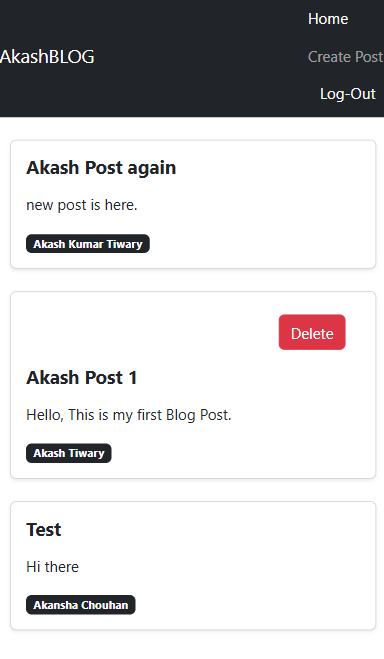 Home
AkashBLOG
Create Post
Log-Out
Akash Post again
new post is here.
Akash Kumar Tiwary
Delete
Akash Post 1
Hello, This is my first Blog Post.
Akash Tiwary
Test
Hi there
Akansha Chouhan